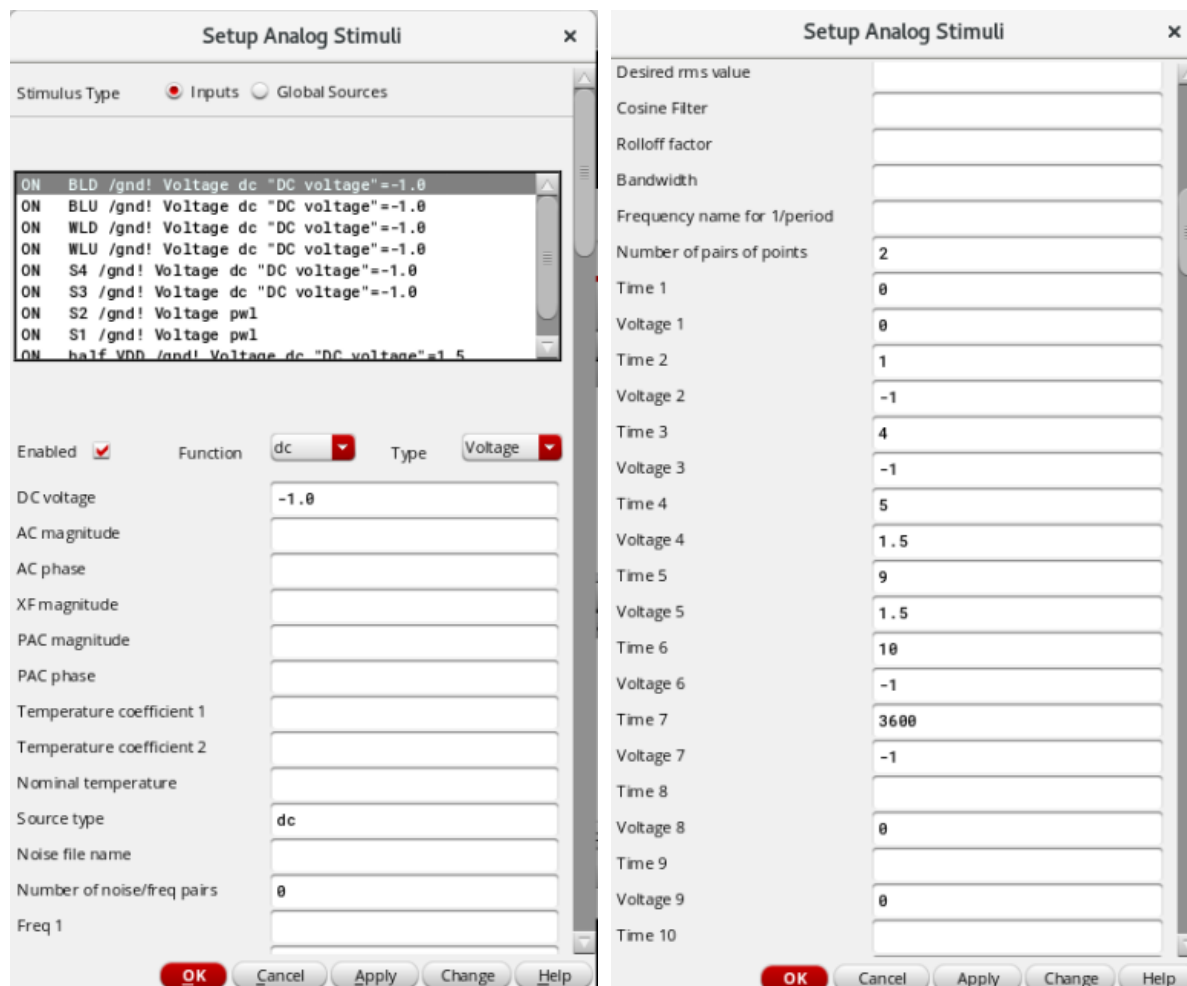 Setup Analog Stimuli ×
Stimulus Type Inputs Global Sources
ON BLD /gnd! Voltage dc "DC voltage"=-1.0
ON BLU /gnd! Voltage dc "DC voltage"=-1.0
ON WLD /gnd! Voltage dc "DC voltage"=-1.0
ON WLU /gnd! Voltage dc "DC voltage"=-1.0
ON S4 /gnd! Voltage dc "DC voltage"=-1.0
ON S3 /gnd! Voltage dc "DC voltage"=-1.0
ON S2 /gnd! Voltage pwl
ON S1 /gnd! Voltage pwl
ON half_VDD /gnd! Voltage dc "DC voltage"=1.5
Enabled Function dc Type Voltage
DC voltage -1.0
AC magnitude
AC phase
XF magnitude
PAC magnitude
PAC phase
Temperature coefficient 1
Temperature coefficient 2
Nominal temperature
Source type dc
Noise file name
Number of noise/freq pairs 0
Freq 1
OK Cancel Apply Change Help
Setup Analog Stimuli ×
Desired rms value
Cosine Filter
Rolloff factor
Bandwidth
Frequency name for 1/period
Number of pairs of points 2
Time 1 0
Voltage 1 0
Time 2 1
Voltage 2 -1
Time 3 4
Voltage 3 -1
Time 4 5
Voltage 4 1.5
Time 5 9
Voltage 5 1.5
Time 6 10
Voltage 6 -1
Time 7 3600
Voltage 7 -1
Time 8
Voltage 8 0
Time 9
Voltage 9 0
Time 10
OK Cancel Apply Change Help